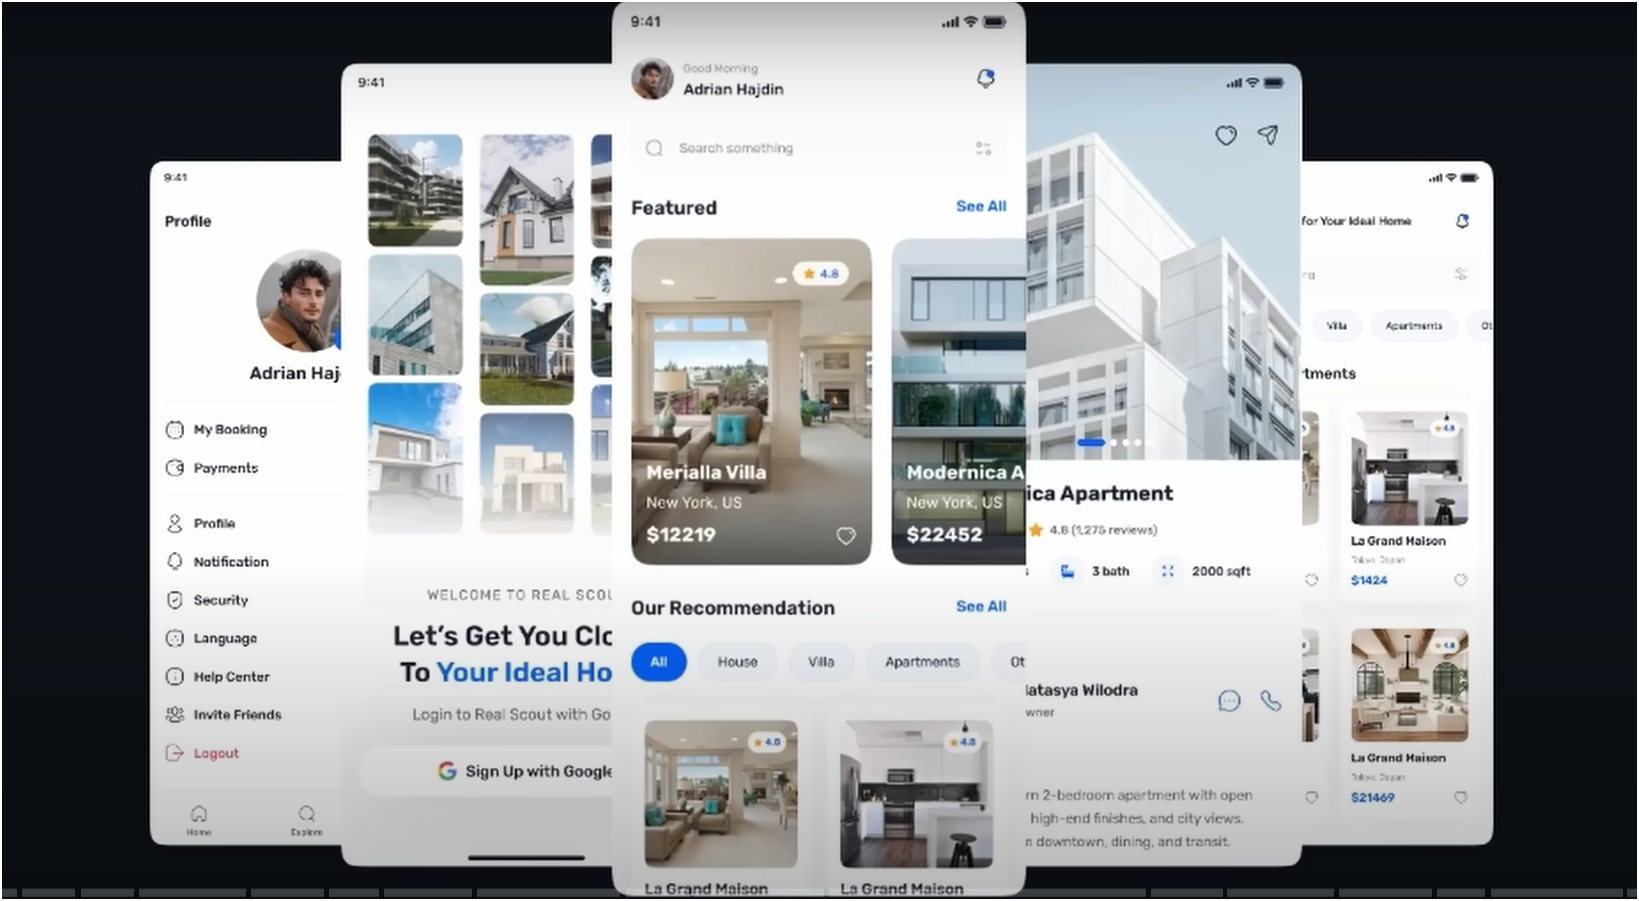 9:41
Profile
Adrian Haj
My Booking
Payments
Profile
Notification
Security
Language
Help Center
Invite Friends
Logout
Home
Explore
9:41
WELCOME TO REAL SCOU
Let's Get You Clo
To Your Ideal Ho
Login to Real Scout with Go
Sign Up with Google
9:41
Good Morning
Adrian Hajdin
Search something
Featured
See All
4.8
Merialla Villa
New York, US
$12219
Modernica A
New York, US
$22452
Our Recommendation
See All
All
House
Villa
Apartments
Ot
4.8
4.8
La Grand Maison
La Grand Maison
ica Apartment
4.8 (1,275 reviews)
3 bath
2000 sqft
latasya Wilodra
wner
rn 2-bedroom apartment with open
high-end finishes, and city views.
n downtown, dining, and transit.
for Your Ideal Home
ng
Villa
Apartments
Ot
tments
4.8
La Grand Maison
Tokyo, Japan
$1424
4.8
La Grand Maison
Tokyo, Japan
$21469